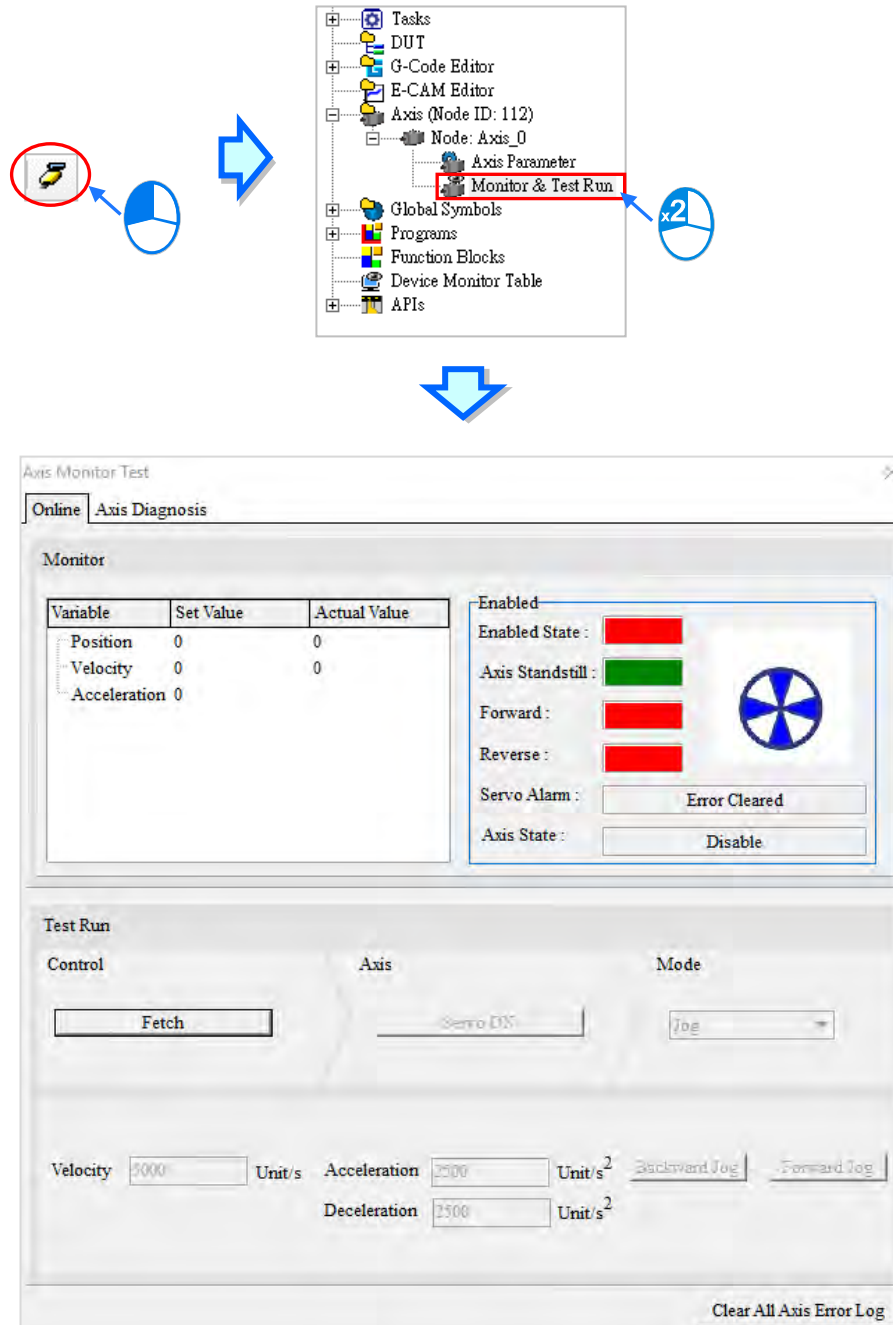 Tasks
DUT
G-Code Editor
E-CAM Editor
Axis (Node ID: 112)
Node: Axis_0
Axis Parameter
Monitor & Test Run
x2
Global Symbols
Programs
Function Blocks
Device Monitor Table
APIs
Axis Monitor Test
Online Axis Diagnosis
Monitor
Variable Set Value Actual Value
Position 0 0
Velocity 0 0
Acceleration 0
Enabled
Enabled State :
Axis Standstill :
Forward :
Reverse :
Servo Alarm : Error Cleared
Axis State : Disable
Test Run
Control Axis Mode
Fetch Servo ON Jog
Velocity 5000 Unit/s Acceleration 2500 Unit/s2 Backward Jog Forward Jog
Deceleration 2500 Unit/s2
Clear All Axis Error Log